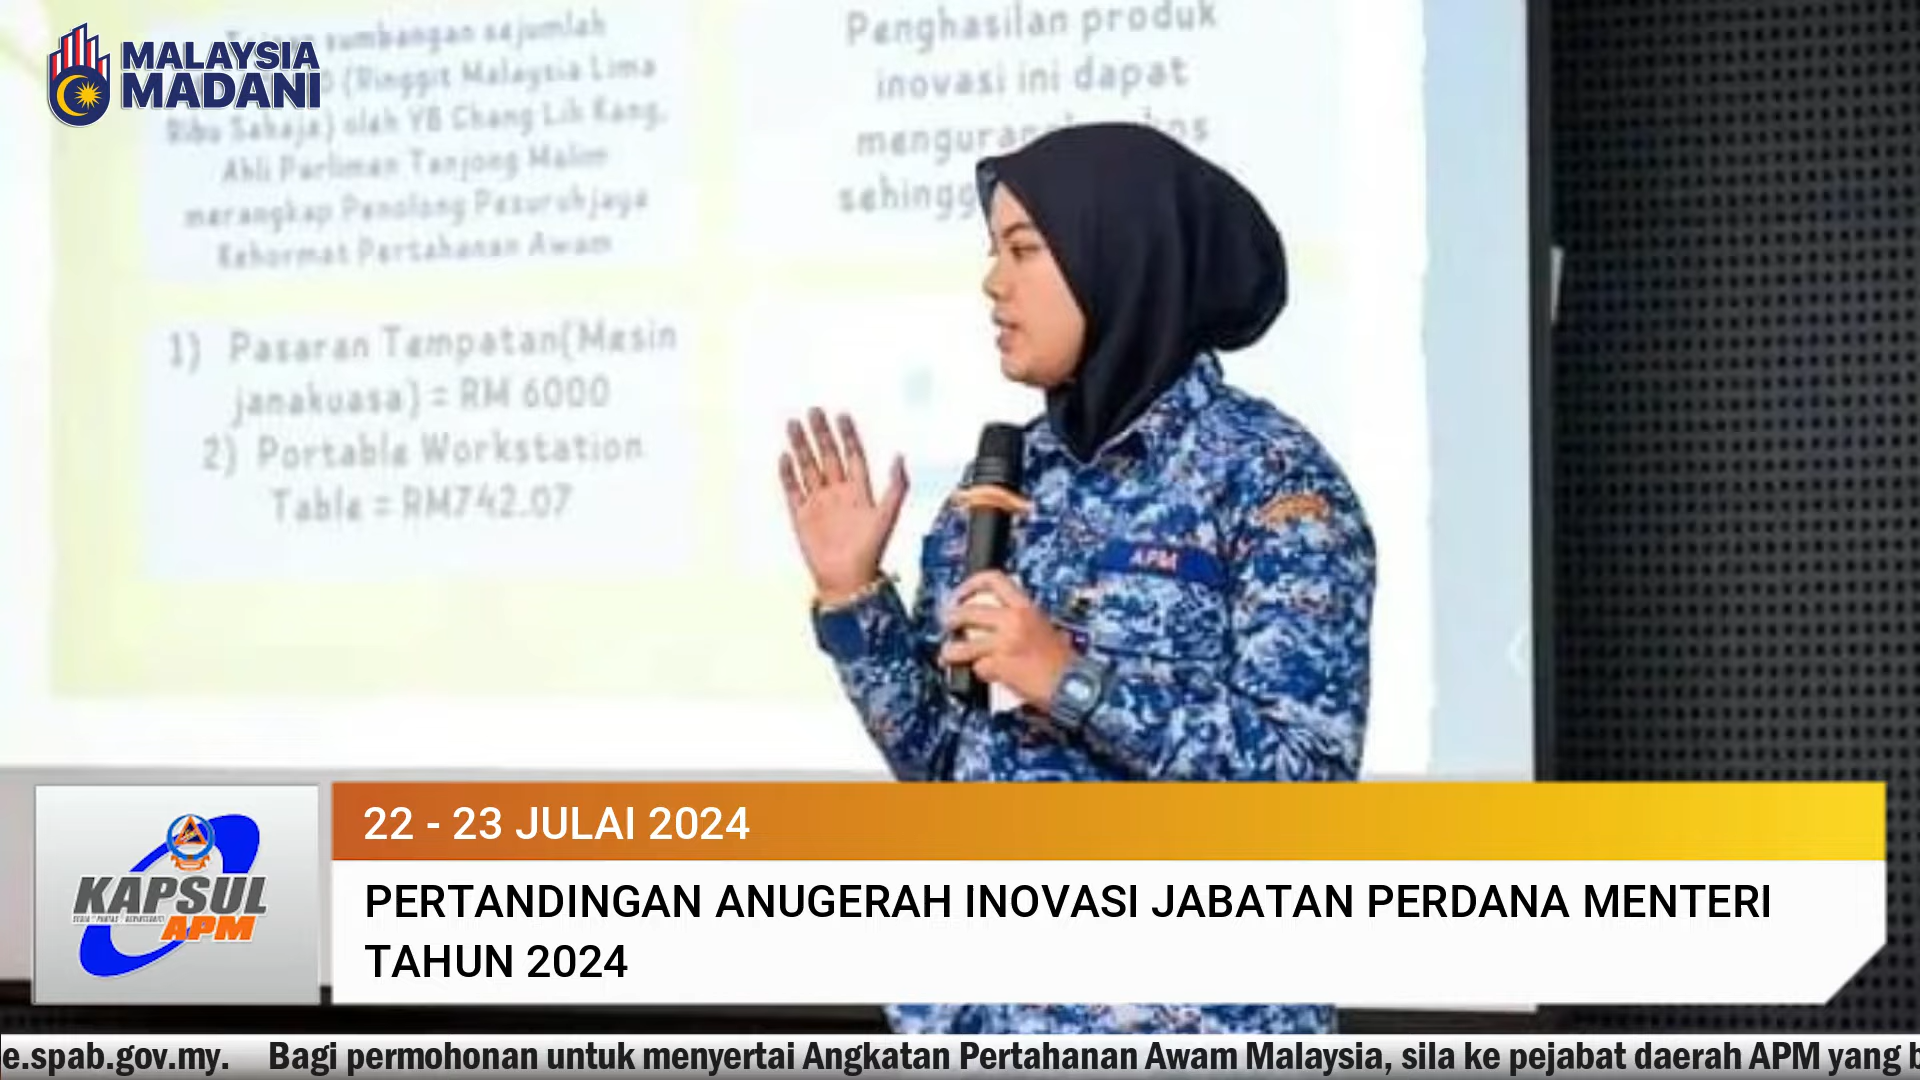 MALAYSIA
MADANI
sumbangan sejumlah
(Ringgit Malaysia Lima
Ribu Sahaja) oleh YB Chang Lih Kang,
Ahli Parlimen Tanjong Malim
merangkap Penolong Pesuruhjaya
Kehormat Pertahanan Awam
1) Pasaran Tempatan(Mesin
janakuasa) = RM 6000
2) Portable Workstation
Table = RM742.07
Penghasilan produk
inovasi ini dapat
APM
22 - 23 JULAI 2024
PERTANDINGAN ANUGERAH INOVASI JABATAN PERDANA MENTERI
TAHUN 2024
KAPSUL
APM
e.spab.gov.my. Bagi permohonan untuk menyertai Angkatan Pertahanan Awam Malaysia, sila ke pejabat daerah APM yang b